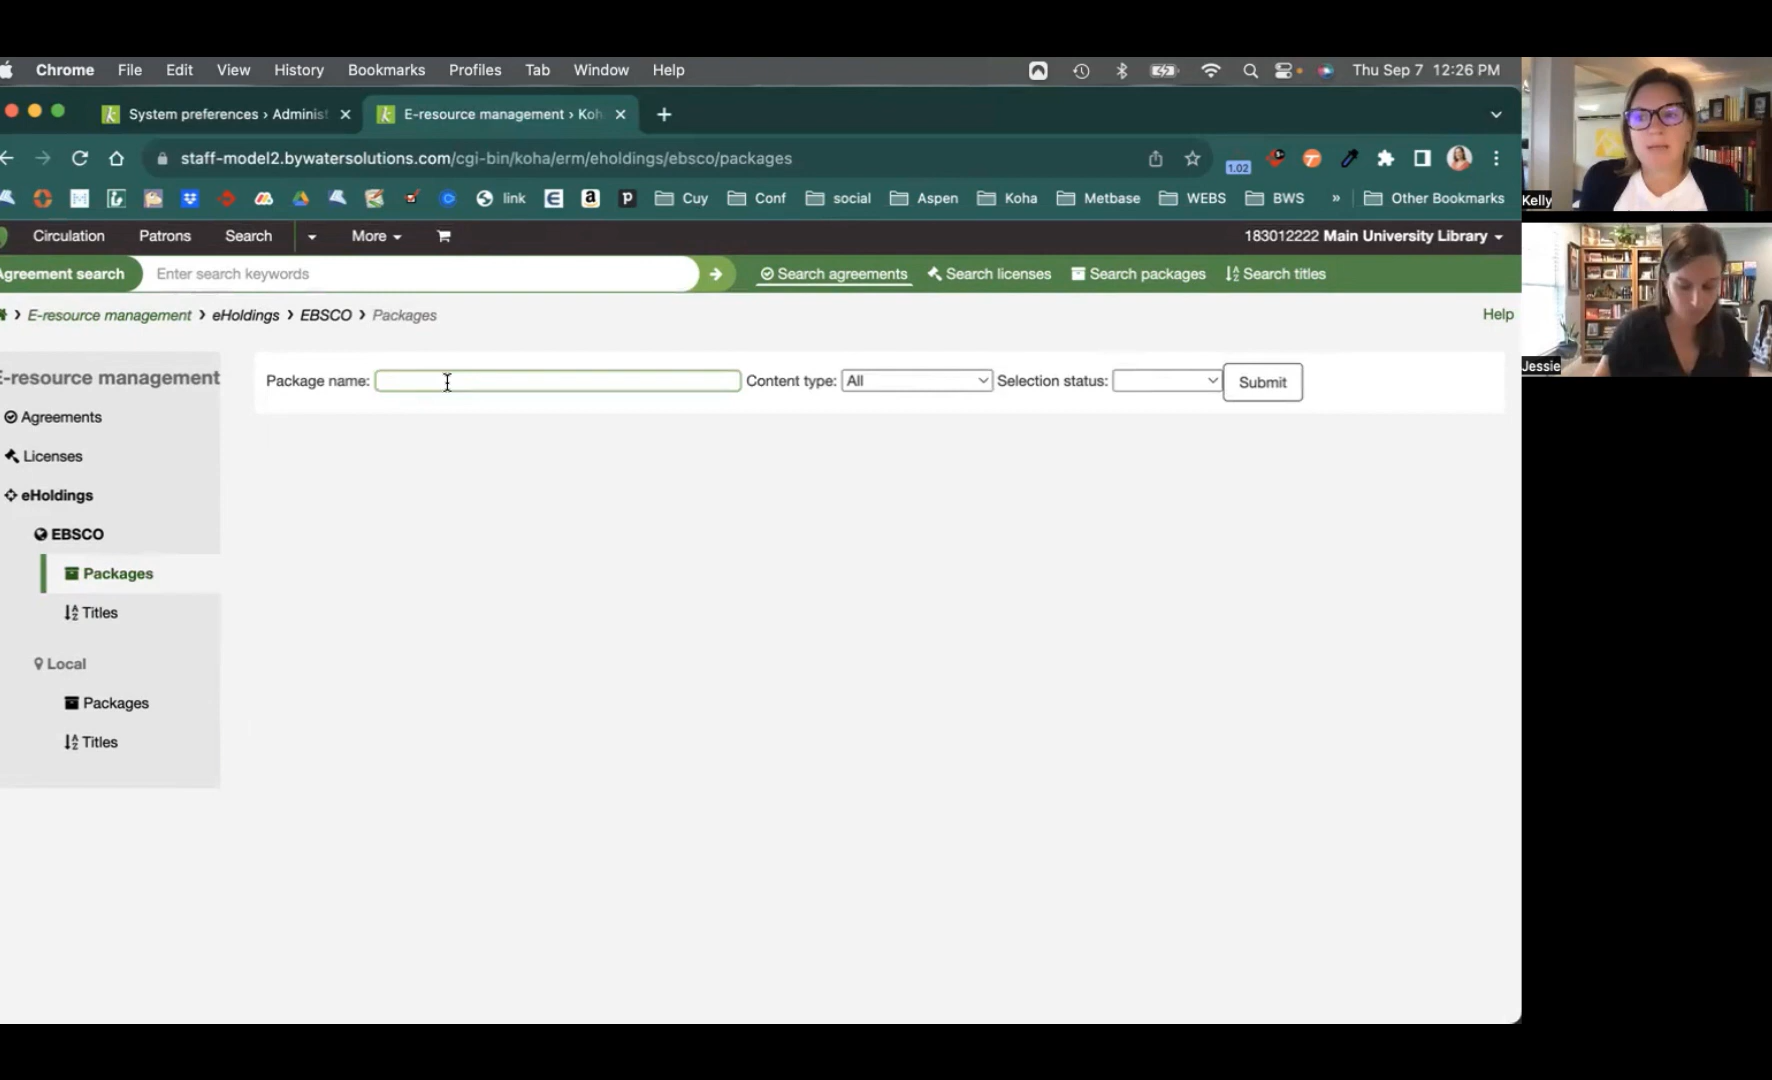 Chrome File Edit View History Bookmarks Profiles Tab Window Help Thu Sep 7 12:26 PM
System preferences › Administ E-resource management › Koh
staff-model2.bywatersolutions.com/cgi-bin/koha/erm/eholdings/ebsco/packages 1.02
link Cuy Conf social Aspen Koha Metbase WEBS BWS » Other Bookmarks
Circulation Patrons Search More 183012222 Main University Library
Agreement search Enter search keywords Search agreements Search licenses Search packages Search titles
E-resource management › eHoldings › EBSCO › Packages Help
E-resource management
Package name: Content type: All Selection status: Submit
Agreements
Licenses
eHoldings
EBSCO
Packages
Titles
Local
Packages
Titles
Kelly
Jessie